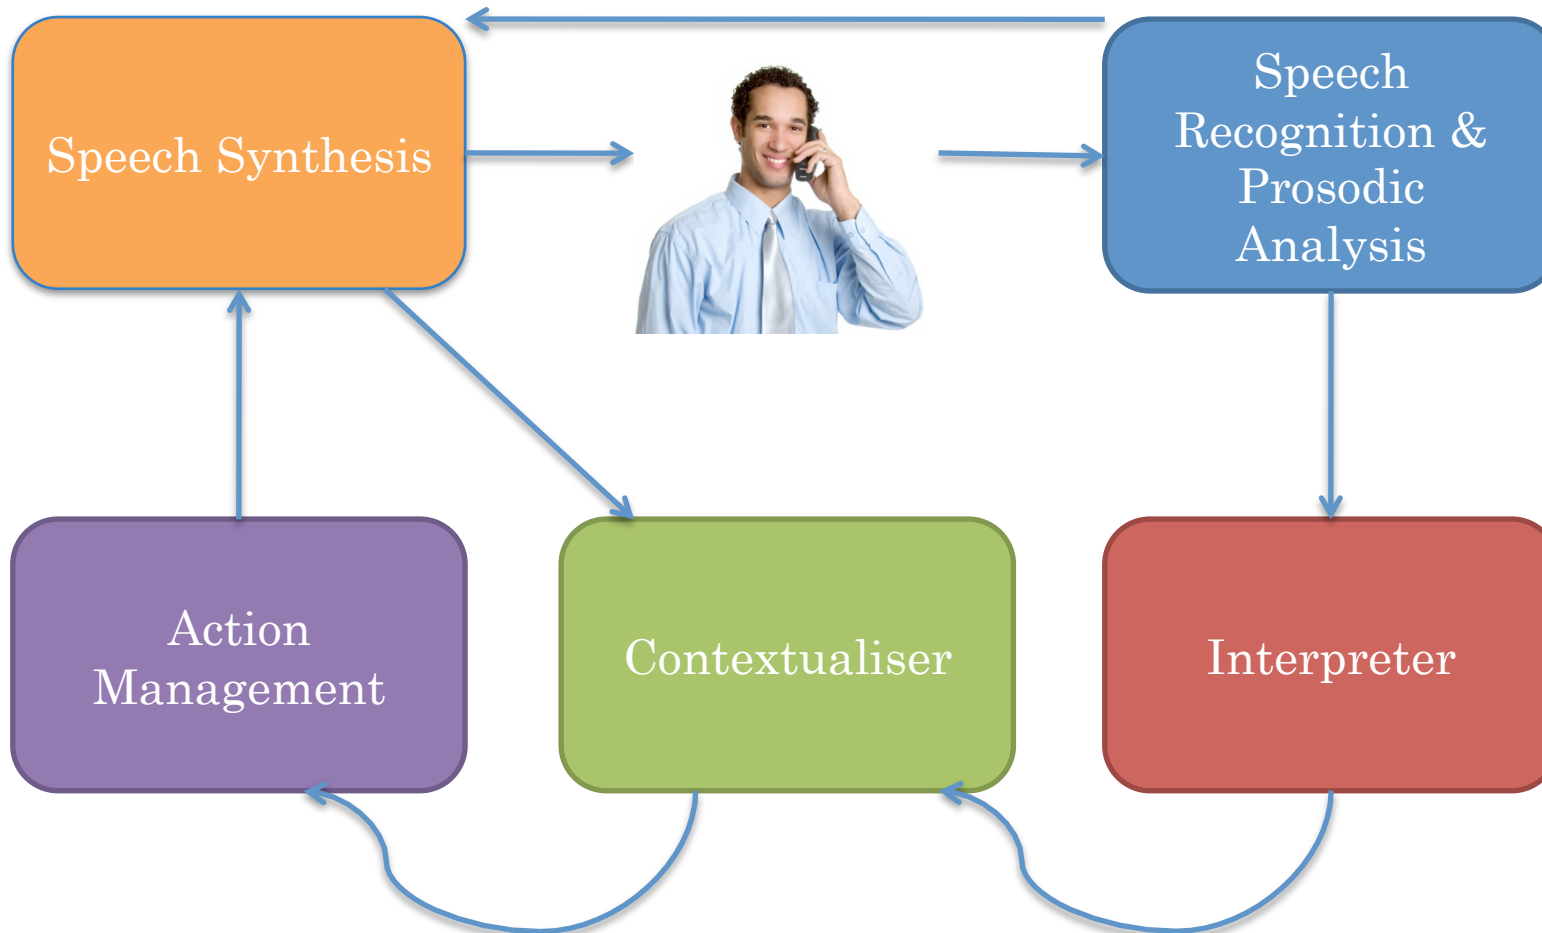 Speech Synthesis
Speech
Recognition &
Prosodic
Analysis
Action
Management
Contextualiser
Interpreter